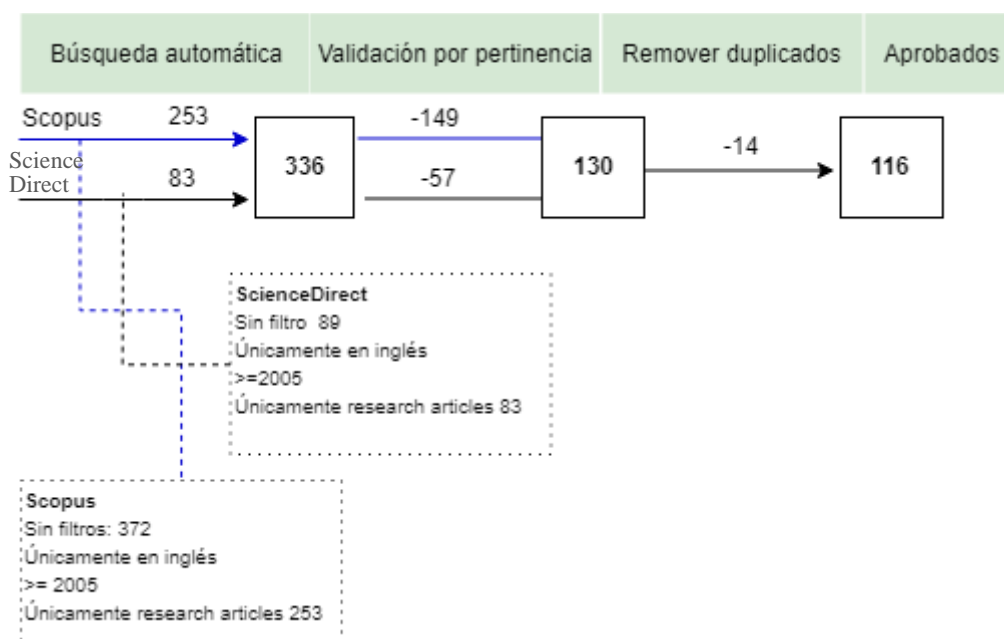 Búsqueda automática
Validación por pertinencia
Remover duplicados
Aprobados
Scopus 253
Science
Direct 83
336
-149
-57
130
-14
116
ScienceDirect
Sin filtro 89
Únicamente en inglés
>=2005
Únicamente research articles 83
Scopus
Sin filtros: 372
Únicamente en inglés
>= 2005
Únicamente research articles 253